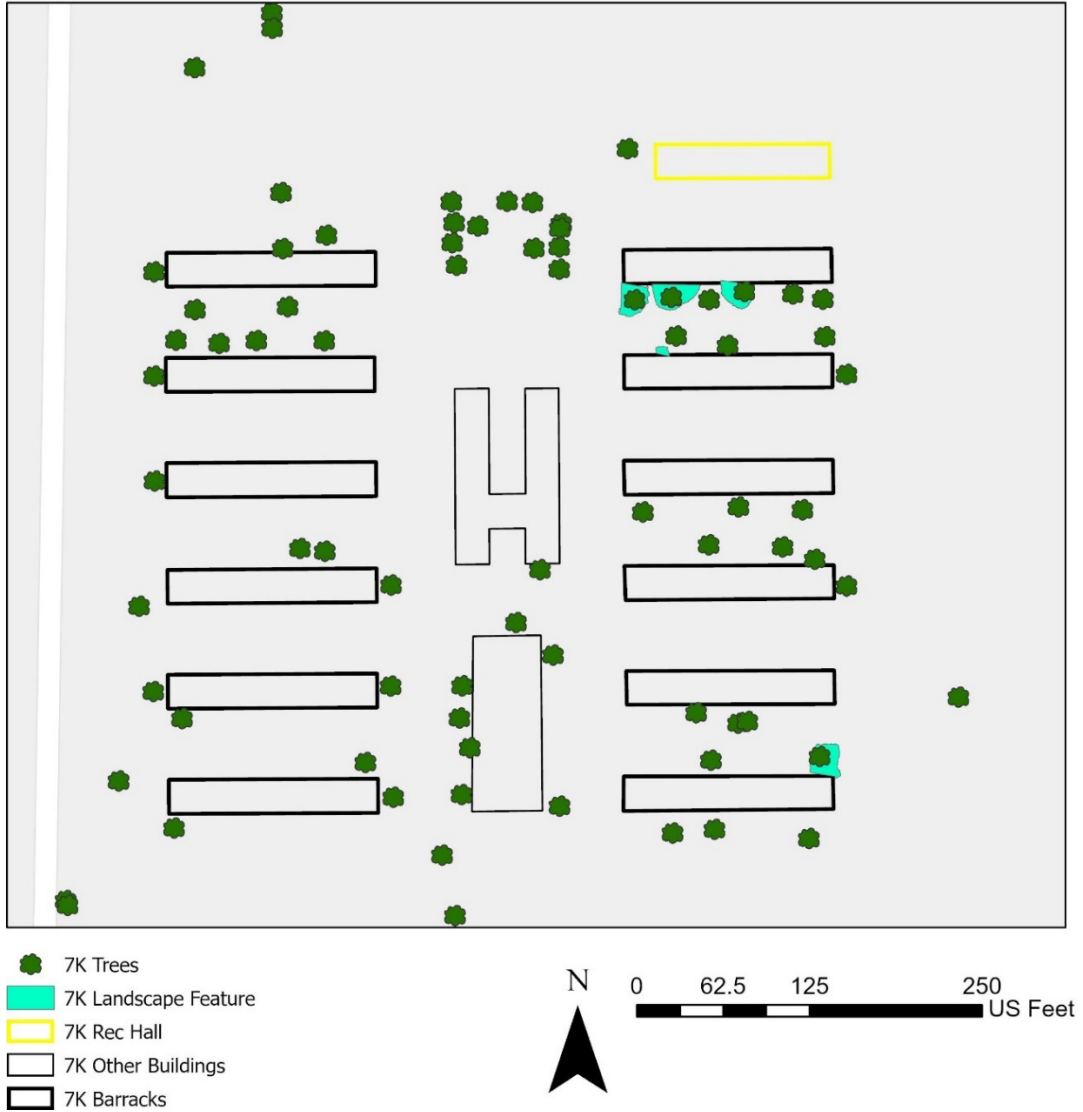 7K Trees
7K Landscape Feature
7K Rec Hall
7K Other Buildings
7K Barracks
N
0 62.5 125 250
US Feet